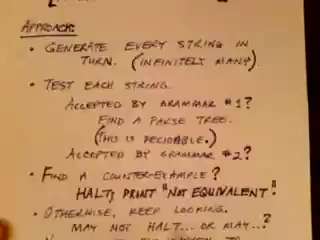 APPROACH:
• GENERATE EVERY STRING IN
TURN. (INFINITELY MANY).
• TEST EACH STRING.
ACCEPTED BY GRAMMAR #1?
FIND A PARSE TREE.
(THIS IS DECIDABLE.)
ACCEPTED BY GRAMMAR #2?
• FIND A COUNTER-EXAMPLE?
HALT; PRINT "NOT EQUIVALENT".
• OTHERWISE, KEEP LOOKING.
MAY NOT HALT... OR MAY...?